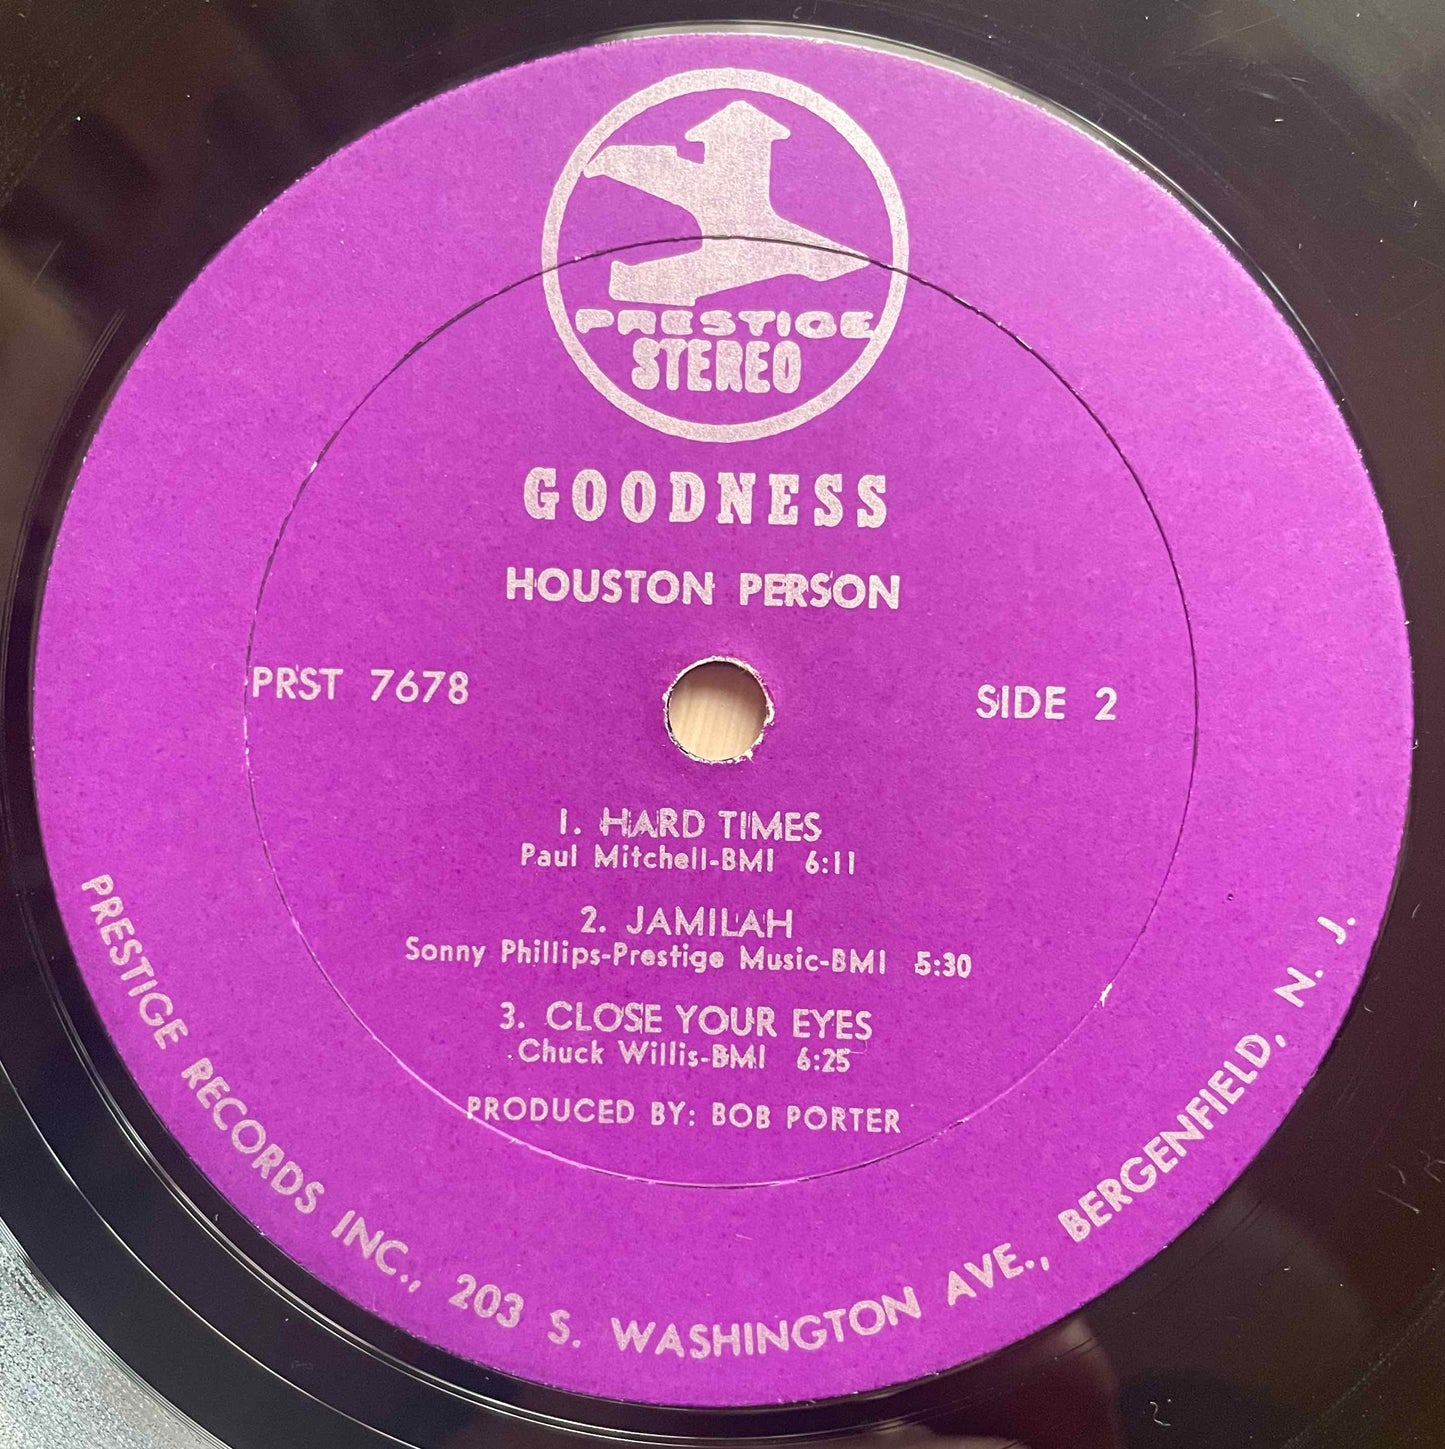 PRESTIGE
STEREO
GOODNESS
HOUSTON PERSON
PRST 7678
SIDE 2
1. HARD TIMES
Paul Mitchell-BMI 6:11
2. JAMILAH
Sonny Phillips-Prestige Music-BMI 5:30
3. CLOSE YOUR EYES
Chuck Willis-BMI 6:25
PRODUCED BY: BOB PORTER
PRESTIGE RECORDS INC., 203 S. WASHINGTON AVE., BERGENFIELD, N. J.